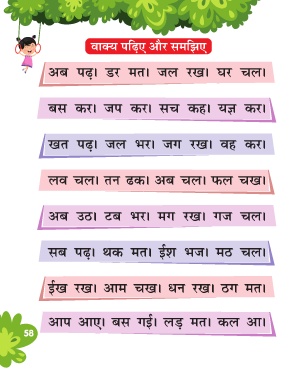 वाक्य पढ़िए और समझिए
अब पढ़। डर मत। जल रख। घर चल।
बस कर। जप कर। सच कह। यज्ञ कर।
खत पढ़। जल भर। जग रख। वह कर।
लव चल। तन ढक। अब चल। फल चख।
अब उठ। टब भर। मग रख। गज चल।
सब पढ़। थक मत। ईश भज। मठ चल।
ईख रख। आम चख। धन रख। ठग मत।
आप आए। बस गई। लड़ मत। कल आ।
58